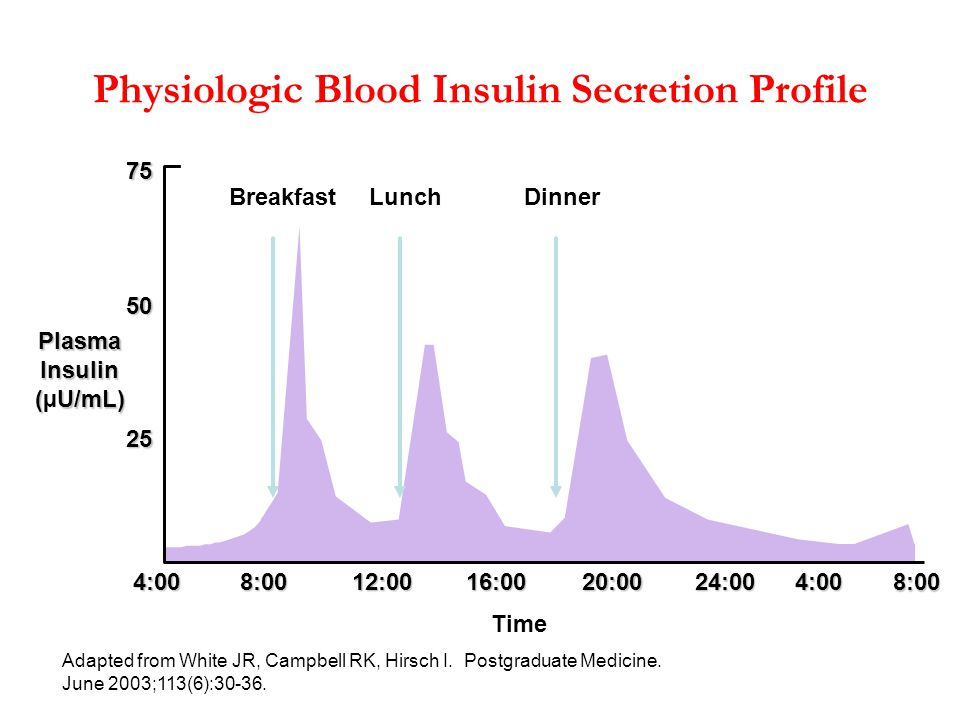 Physiologic Blood Insulin Secretion Profile
75
Breakfast Lunch Dinner
50
Plasma
Insulin
(µU/mL)
25
4:00 8:00 12:00 16:00 20:00 24:00 4:00 8:00
Time
Adapted from White JR, Campbell RK, Hirsch I. Postgraduate Medicine.
June 2003;113(6):30-36.